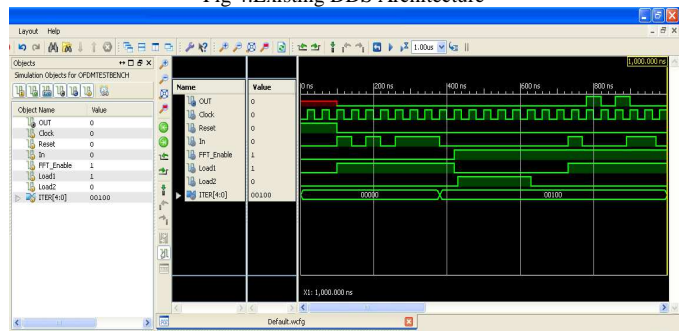 Fig 4.Existing DDS Architecture
Layout Help
1.00us
Objects
Simulation Objects for OFDMTESTBENCH
Object Name Value
OUT 0
Clock 0
Reset 0
In 0
FFT_Enable 1
Load1 1
Load2 0
ITER[4:0] 00100
Name Value
OUT 0
Clock 0
Reset 0
In 0
FFT_Enable 1
Load1 1
Load2 0
ITER[4:0] 00100
1,000.000 ns
0 ns 200 ns 400 ns 600 ns 800 ns
00000 00100
X1: 1,000.000 ns
Default.wcfg